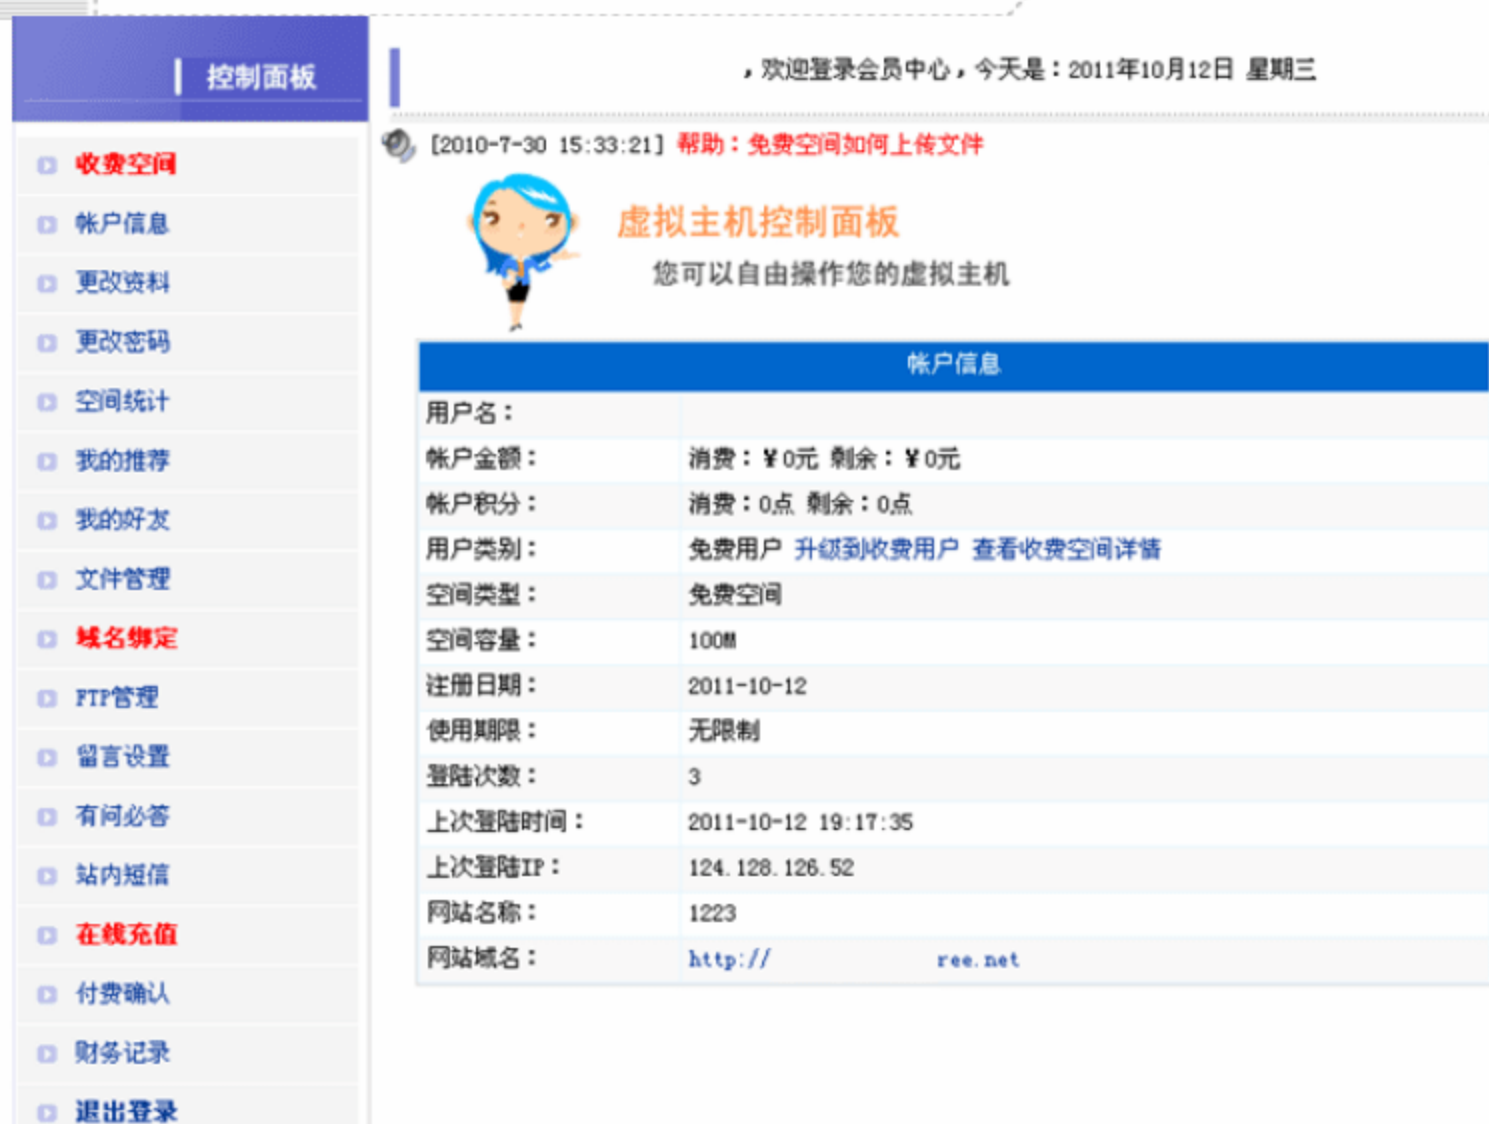 控制面板
收费空间
帐户信息
更改资料
更改密码
空间统计
我的推荐
我的好友
文件管理
域名绑定
FTP管理
留言设置
有问必答
站内短信
在线充值
付费确认
财务记录
退出登录
，欢迎登录会员中心，今天是：2011年10月12日 星期三
[2010-7-30 15:33:21] 帮助：免费空间如何上传文件
虚拟主机控制面板
您可以自由操作您的虚拟主机
帐户信息
用户名：
帐户金额： 消费：￥0元 剩余：￥0元
帐户积分： 消费：0点 剩余：0点
用户类别： 免费用户 升级到收费用户 查看收费空间详情
空间类型： 免费空间
空间容量： 100M
注册日期： 2011-10-12
使用期限： 无限制
登陆次数： 3
上次登陆时间： 2011-10-12 19:17:35
上次登陆IP： 124.128.126.52
网站名称： 1223
网站域名： http:// ree.net